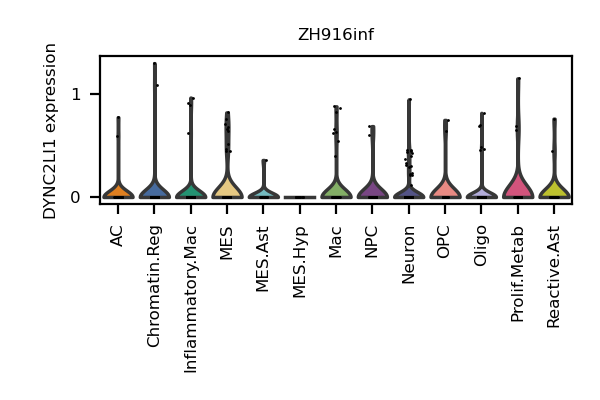 ZH916inf
DYNC2LI1 expression
1
0
AC
Chromatin.Reg
Inflammatory.Mac
MES
MES.Ast
MES.Hyp
Mac
NPC
Neuron
OPC
Oligo
Prolif.Metab
Reactive.Ast